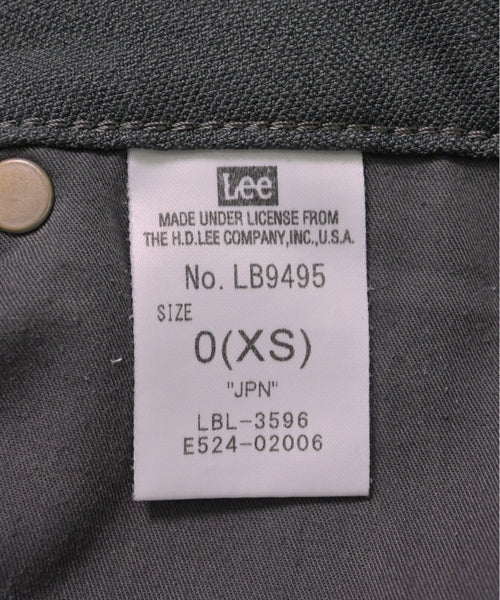 Lee
MADE UNDER LICENSE FROM
THE H.D.LEE COMPANY,INC.,U.S.A.
No. LB9495
SIZE
0(XS)
"JPN"
LBL-3596
E524-02006